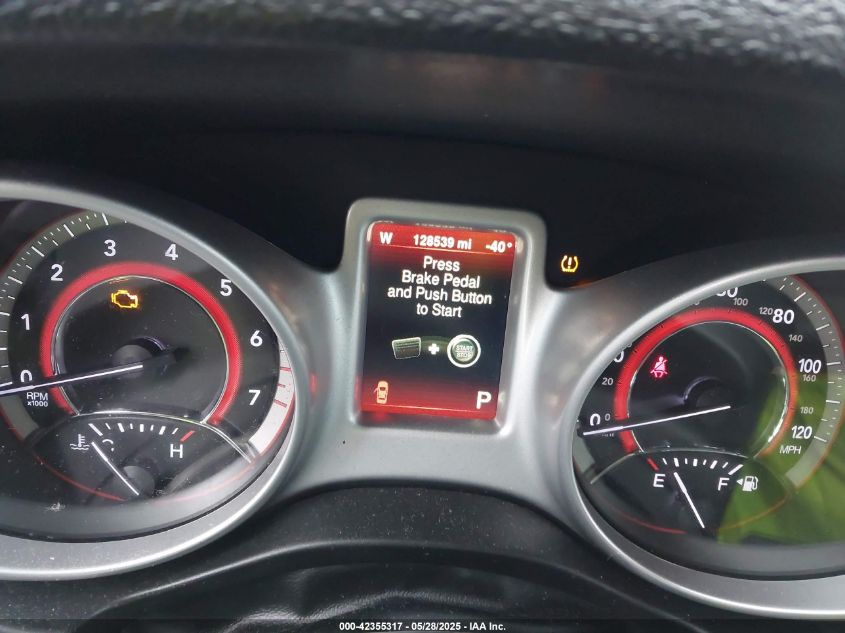 W 128539 mi -40°
Press
Brake Pedal
and Push Button
to Start
START
STOP
P
0 1 2 3 4 5 6 7
RPM
x1000
C H
0 20 80 100 120
100 120 140 160 180
MPH
E F
000-42355317 - 05/28/2025 - IAA Inc.